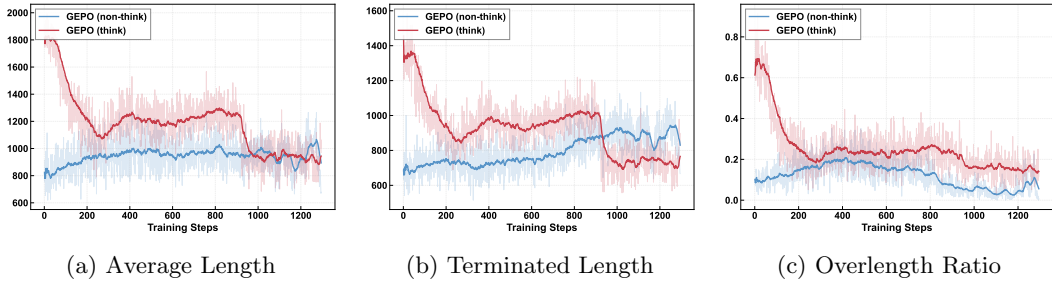 GEPO (non-think)
GEPO (think)
2000
1800
1600
1400
1200
1000
800
600
0 200 400 600 800 1000 1200
Training Steps
(a) Average Length
GEPO (non-think)
GEPO (think)
1600
1400
1200
1000
800
600
0 200 400 600 800 1000 1200
Training Steps
(b) Terminated Length
GEPO (non-think)
GEPO (think)
0.8
0.6
0.4
0.2
0.0
0 200 400 600 800 1000 1200
Training Steps
(c) Overlength Ratio